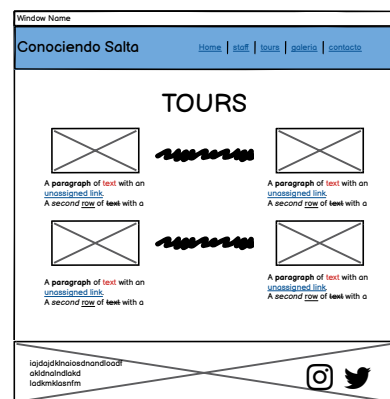 Window Name
Conociendo Salta
Home | staff | tours | galeria | contacto
TOURS
A paragraph of text with an
unassigned link.
A second row of text with a
A paragraph of text with an
unassigned link.
A second row of text with a
A paragraph of text with an
unassigned link.
A second row of text with a
A paragraph of text with an
unassigned link.
A second row of text with a
akldnalndlakd
ladkmklasnfm